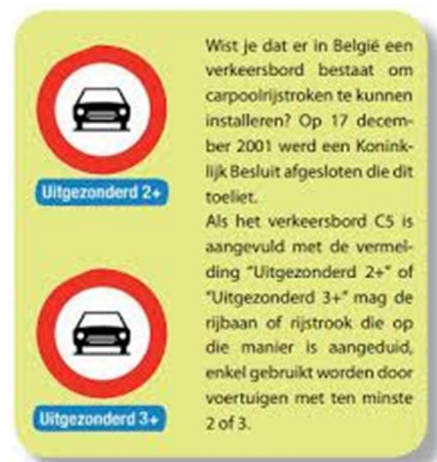 Uitgezonderd 2+
Uitgezonderd 3+
Wist je dat er in België een
verkeersbord bestaat om
carpoolrijstroken te kunnen
installeren? Op 17 decem-
ber 2001 werd een Konink-
lijk Besluit afgesloten die dit
toeliet.
Als het verkeersbord C5 is
aangevuld met de vermel-
ding "Uitgezonderd 2+" of
"Uitgezonderd 3+" mag de
rijbaan of rijstrook die op
die manier is aangeduid,
enkel gebruikt worden door
voertuigen met ten minste
2 of 3.